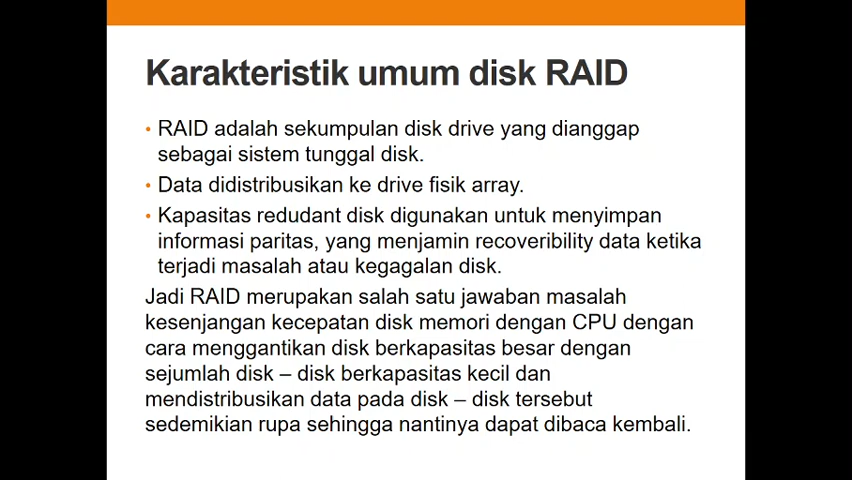 Karakteristik umum disk RAID
• RAID adalah sekumpulan disk drive yang dianggap
sebagai sistem tunggal disk.
• Data didistribusikan ke drive fisik array.
• Kapasitas redudant disk digunakan untuk menyimpan
informasi paritas, yang menjamin recoveribility data ketika
terjadi masalah atau kegagalan disk.
Jadi RAID merupakan salah satu jawaban masalah
kesenjangan kecepatan disk memori dengan CPU dengan
cara menggantikan disk berkapasitas besar dengan
sejumlah disk – disk berkapasitas kecil dan
mendistribusikan data pada disk – disk tersebut
sedemikian rupa sehingga nantinya dapat dibaca kembali.